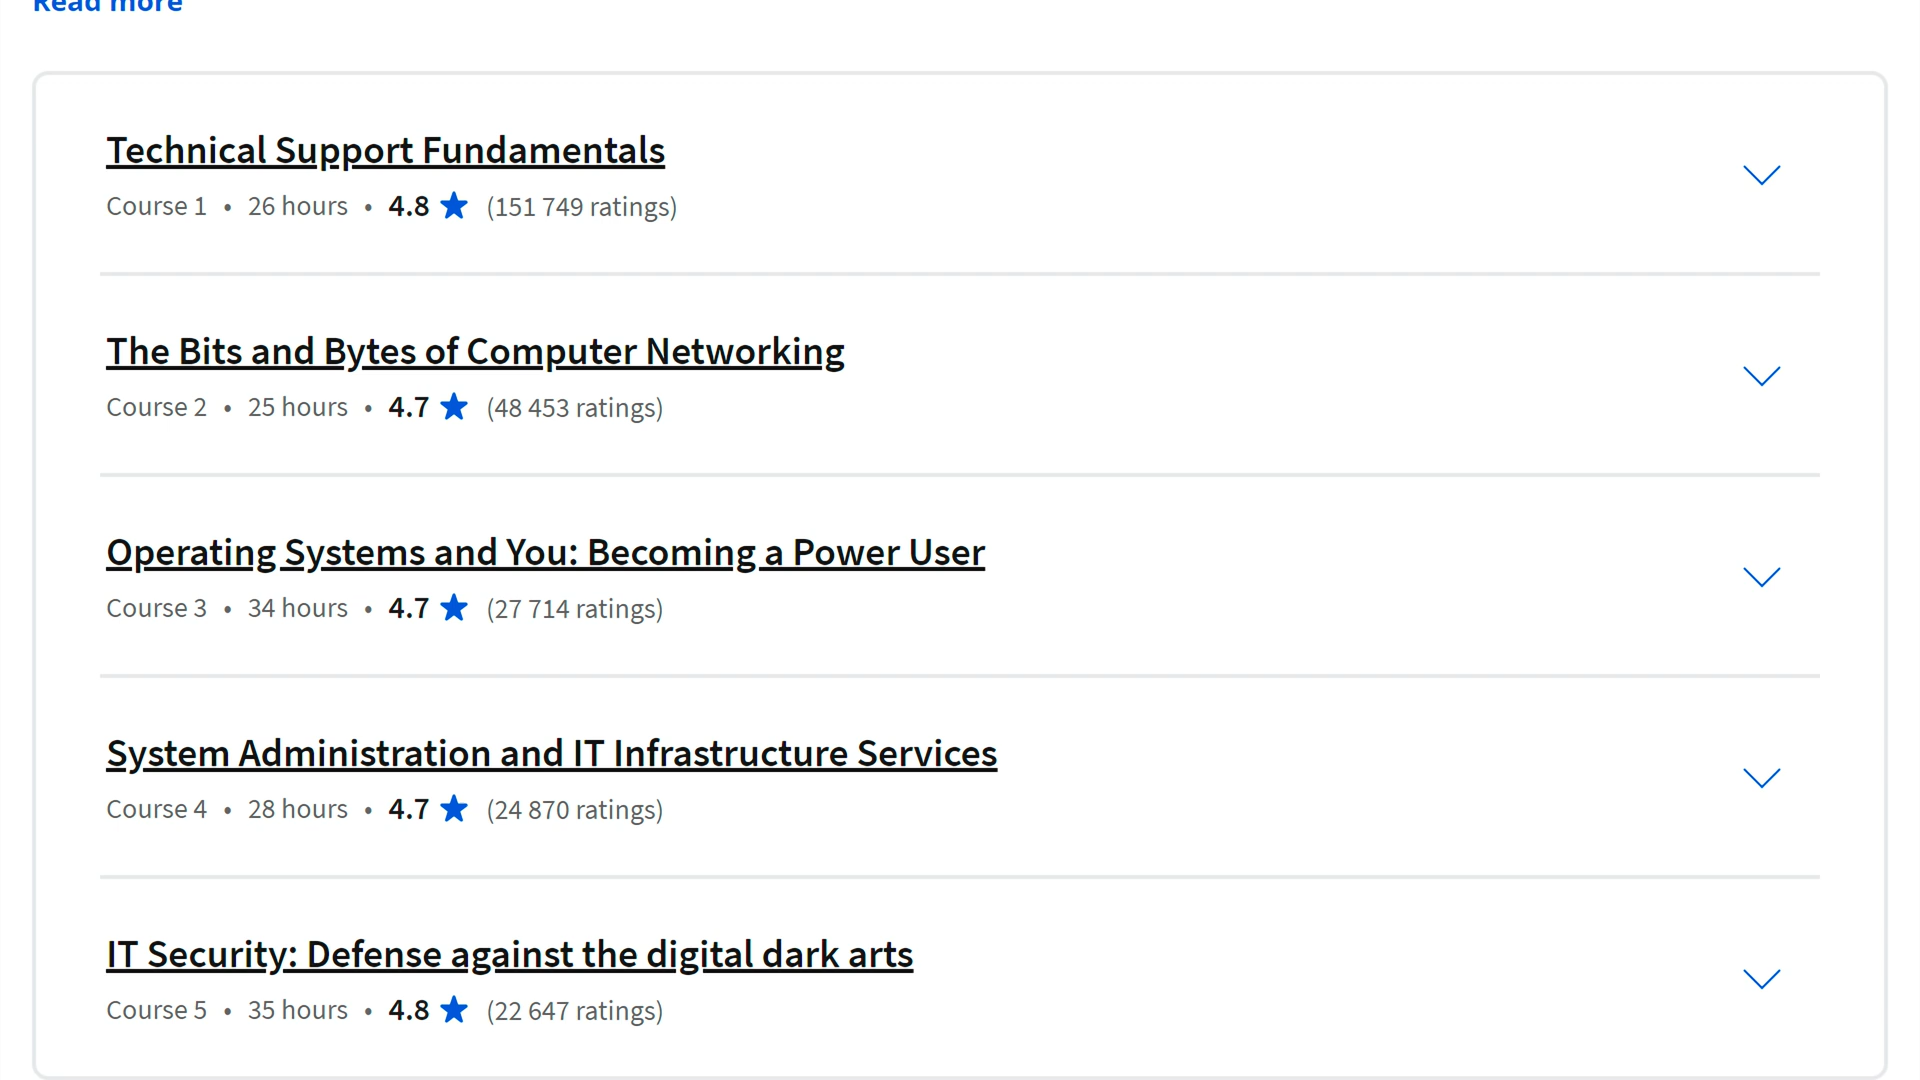 Read more
Technical Support Fundamentals
Course 1 • 26 hours • 4.8 ★ (151 749 ratings)
The Bits and Bytes of Computer Networking
Course 2 • 25 hours • 4.7 ★ (48 453 ratings)
Operating Systems and You: Becoming a Power User
Course 3 • 34 hours • 4.7 ★ (27 714 ratings)
System Administration and IT Infrastructure Services
Course 4 • 28 hours • 4.7 ★ (24 870 ratings)
IT Security: Defense against the digital dark arts
Course 5 • 35 hours • 4.8 ★ (22 647 ratings)